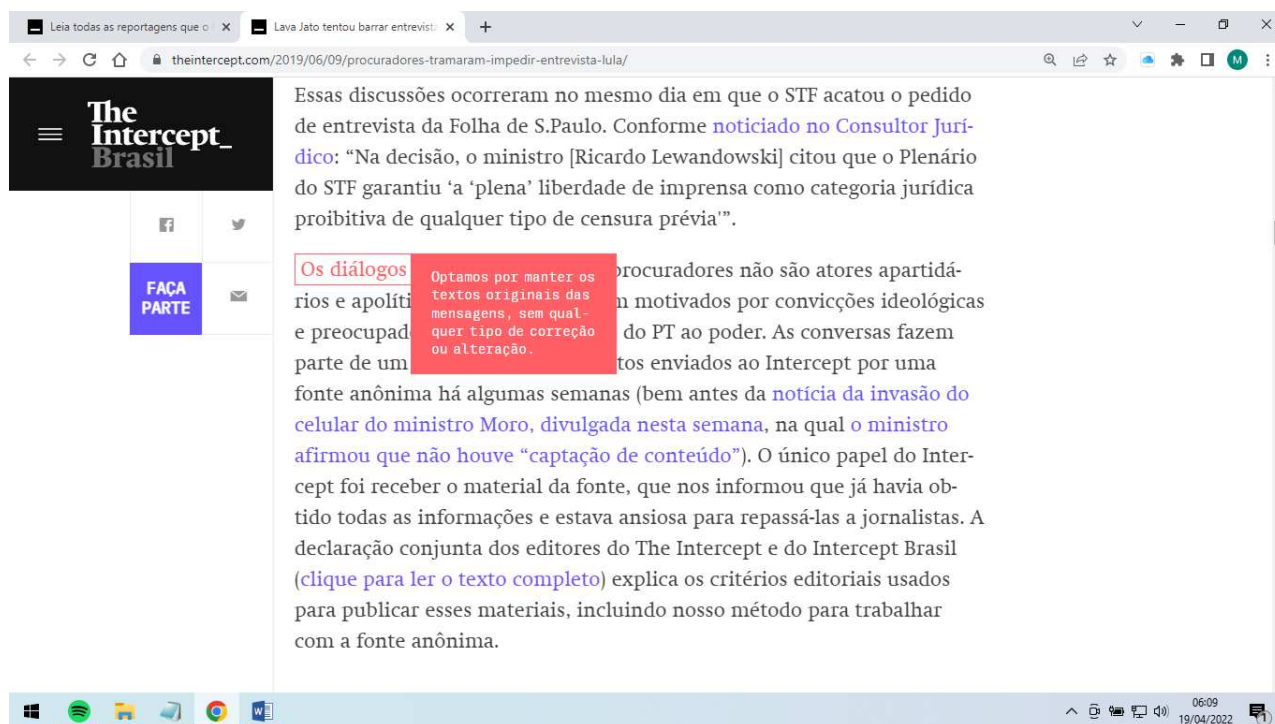 Leia todas as reportagens que o
Lava Jato tentou barrar entrevist
theintercept.com/2019/06/09/procuradores-tramaram-impedir-entrevista-lula/
M
The
Intercept_
Brasil
FAÇA
PARTE
Essas discussões ocorreram no mesmo dia em que o STF acatou o pedido
de entrevista da Folha de S.Paulo. Conforme noticiado no Consultor Jurí-
dico: “Na decisão, o ministro [Ricardo Lewandowski] citou que o Plenário
do STF garantiu ‘a ‘plena’ liberdade de imprensa como categoria jurídica
proibitiva de qualquer tipo de censura prévia'”.
Os diálogos procuradores não são atores apartidá-
rios e apolíti m motivados por convicções ideológicas
e preocupad do PT ao poder. As conversas fazem
parte de um tos enviados ao Intercept por uma
Optamos por manter os
textos originais das
mensagens, sem qual-
quer tipo de correção
ou alteração.
fonte anônima há algumas semanas (bem antes da notícia da invasão do
celular do ministro Moro, divulgada nesta semana, na qual o ministro
afirmou que não houve “captação de conteúdo”). O único papel do Inter-
cept foi receber o material da fonte, que nos informou que já havia ob-
tido todas as informações e estava ansiosa para repassá-las a jornalistas. A
declaração conjunta dos editores do The Intercept e do Intercept Brasil
(clique para ler o texto completo) explica os critérios editoriais usados
para publicar esses materiais, incluindo nosso método para trabalhar
com a fonte anônima.
06:09
19/04/2022